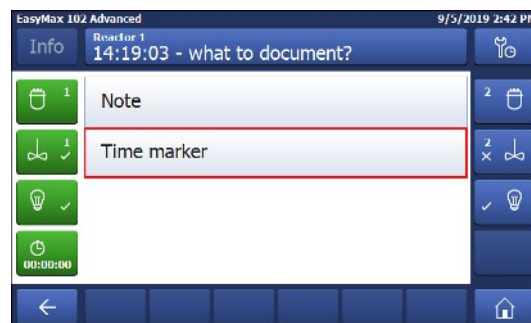 EasyMax 102 Advanced
9/5/2019 2:42 PM
Info
Reactor 1
14:19:03 - what to document?
1
Note
2
1
Time marker
2
00:00:00